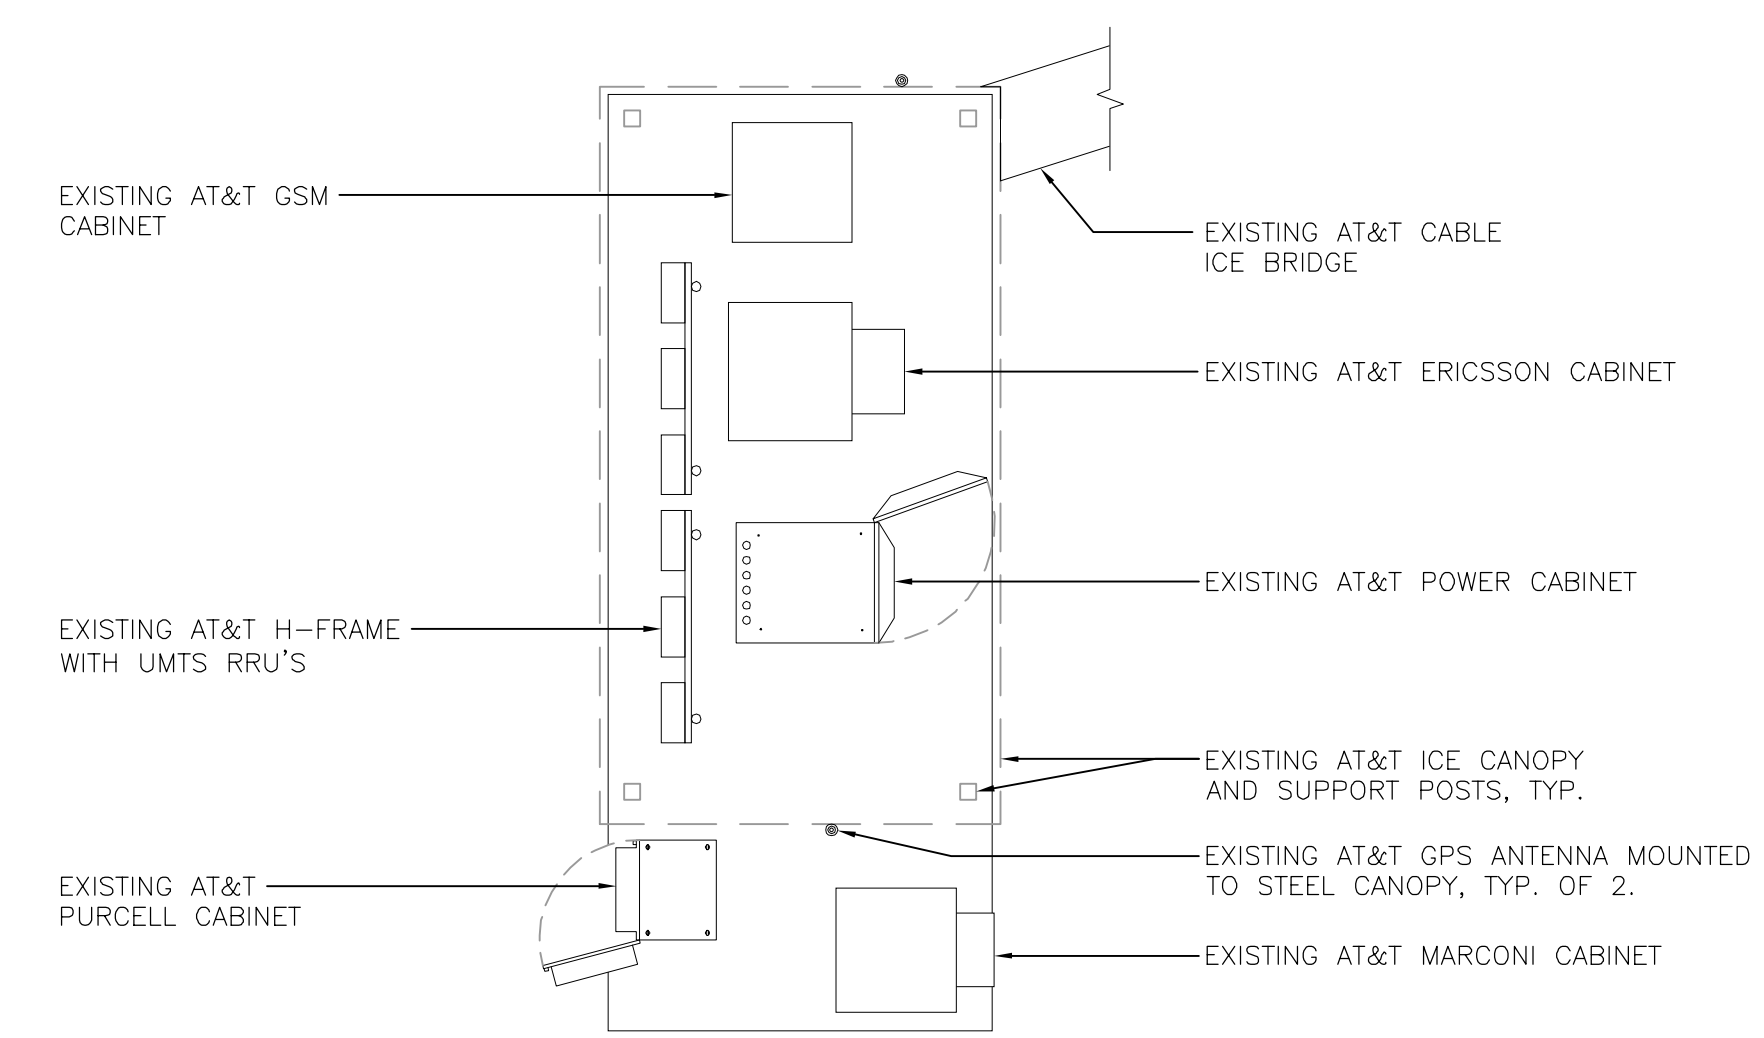 EXISTING AT&T GSM
CABINET
EXISTING AT&T CABLE
ICE BRIDGE
EXISTING AT&T ERICSSON CABINET
EXISTING AT&T POWER CABINET
EXISTING AT&T H-FRAME
WITH UMTS RRU'S
EXISTING AT&T ICE CANOPY
AND SUPPORT POSTS, TYP.
EXISTING AT&T GPS ANTENNA MOUNTED
TO STEEL CANOPY, TYP. OF 2.
EXISTING AT&T
PURCELL CABINET
EXISTING AT&T MARCONI CABINET